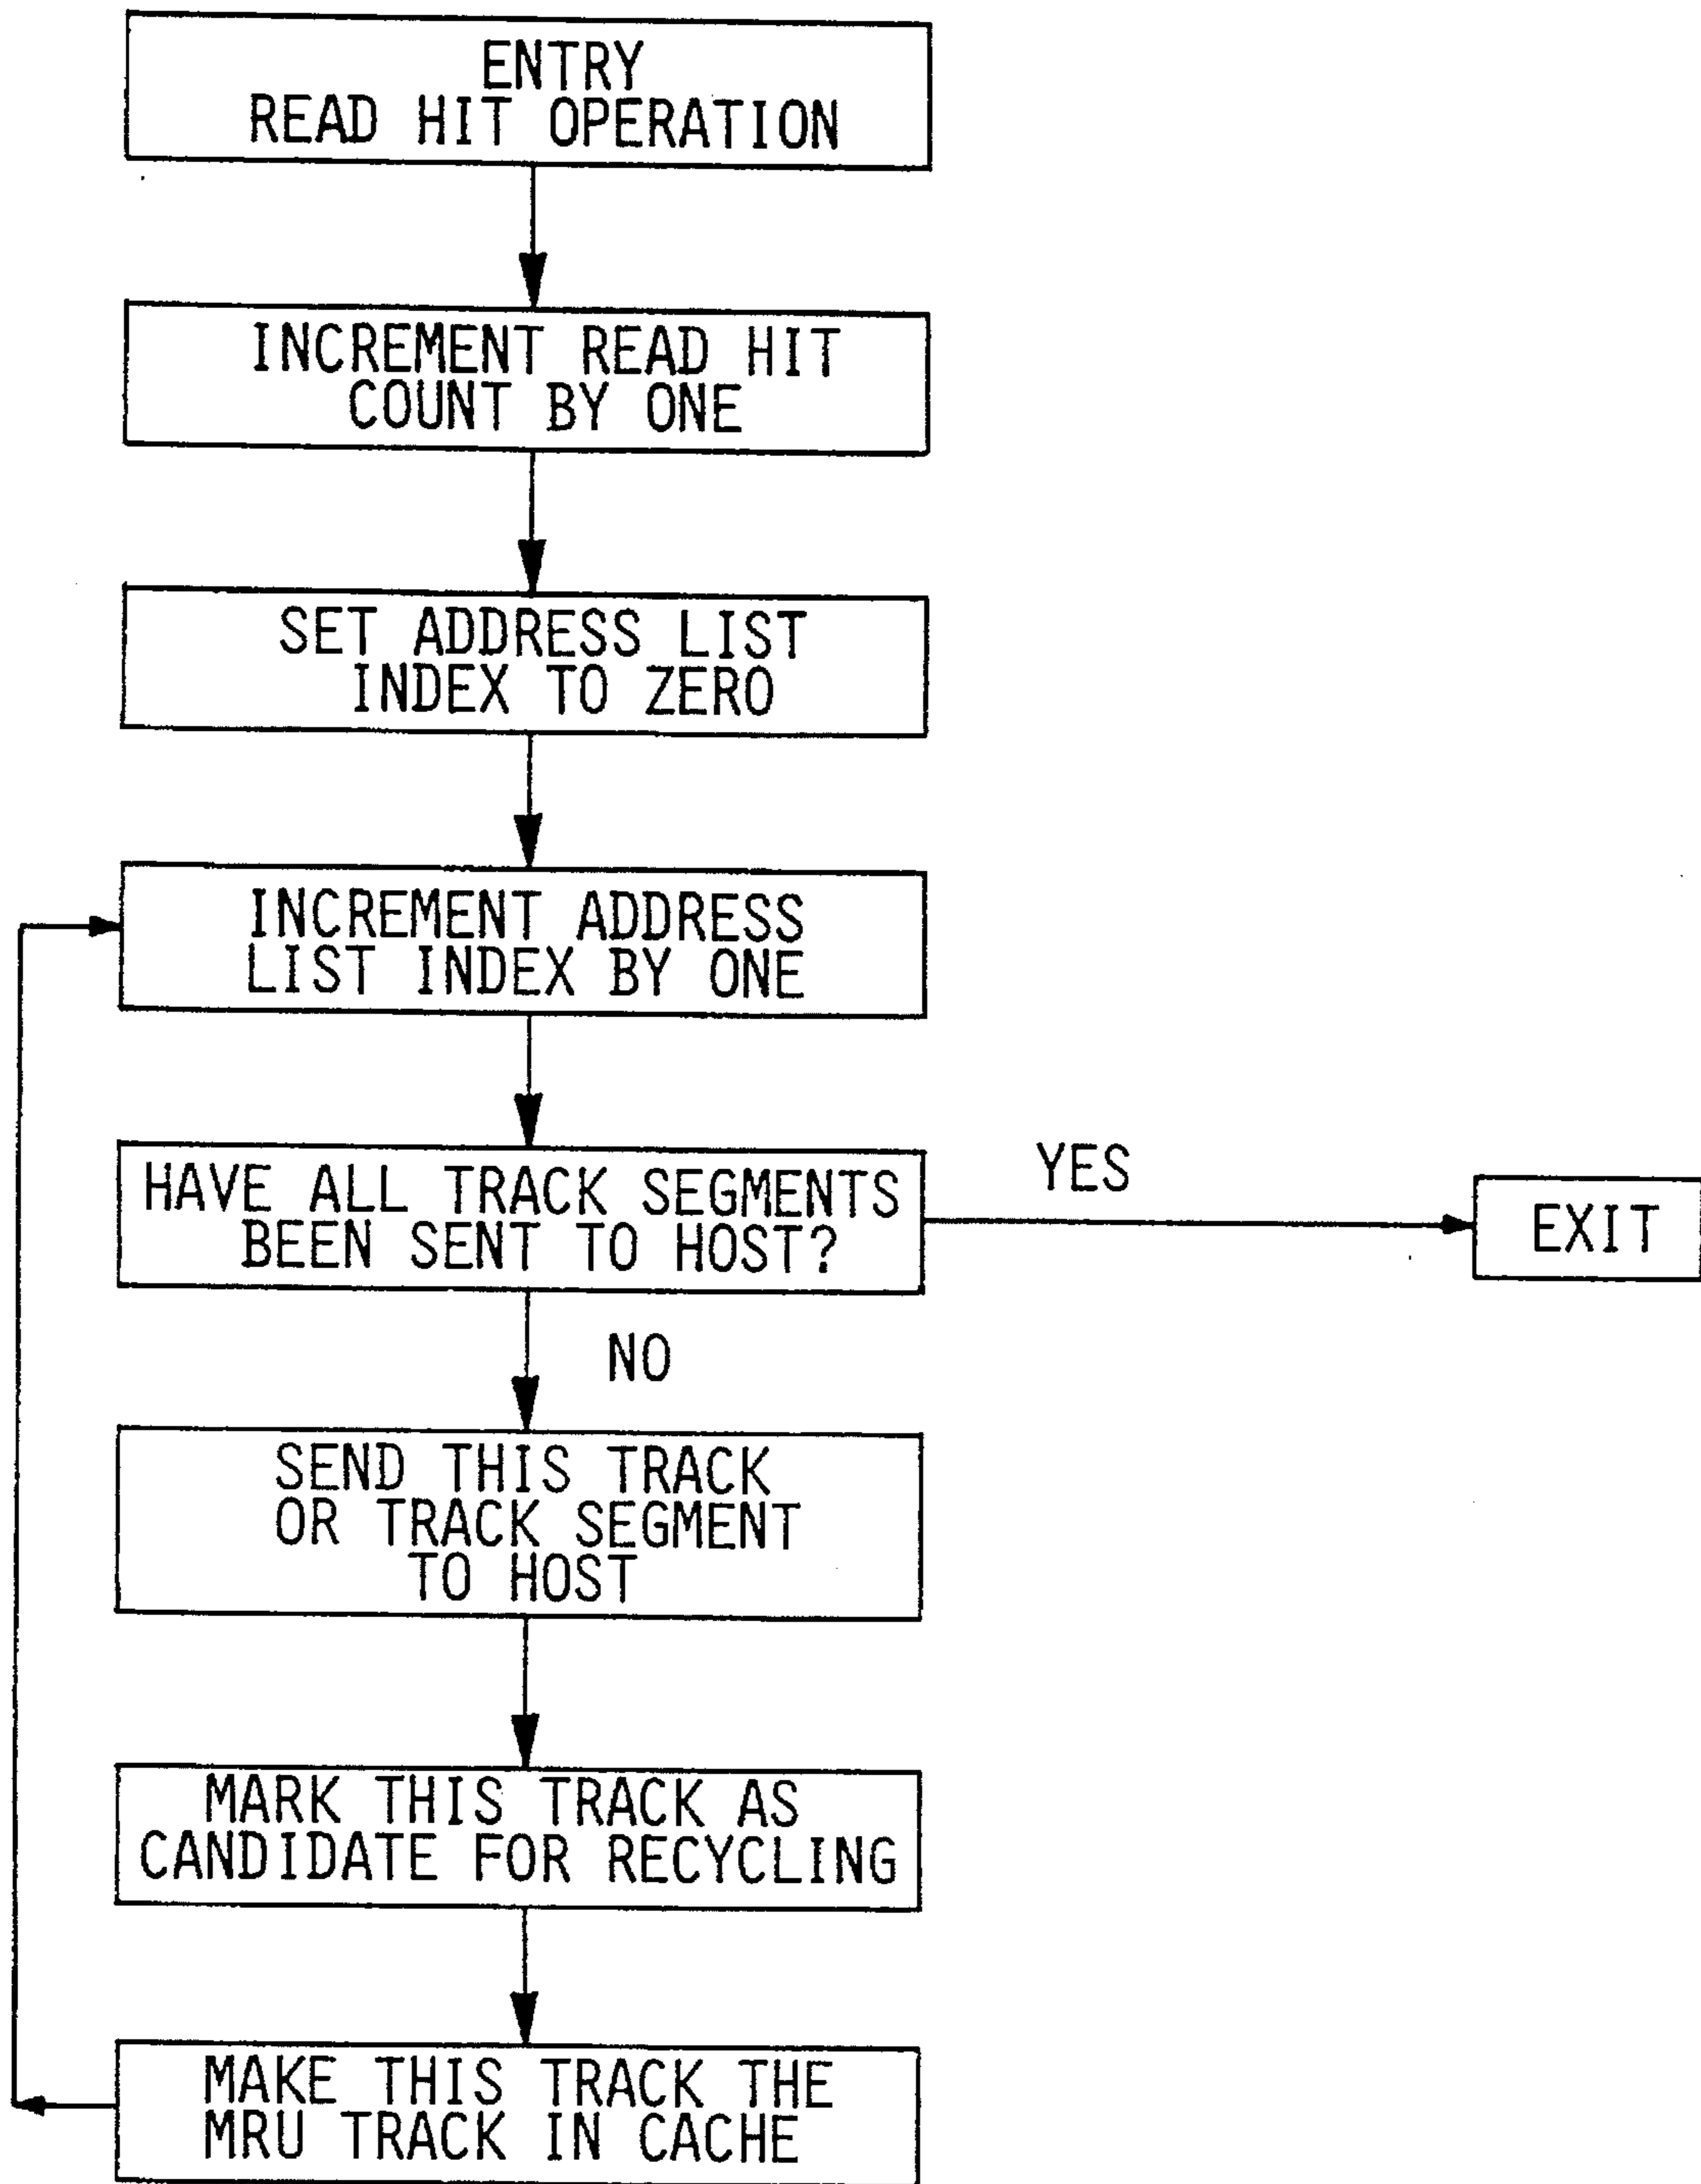 ENTRY
READ HIT OPERATION
INCREMENT READ HIT
COUNT BY ONE
SET ADDRESS LIST
INDEX TO ZERO
INCREMENT ADDRESS
LIST INDEX BY ONE
HAVE ALL TRACK SEGMENTS
BEEN SENT TO HOST?
YES
EXIT
NO
SEND THIS TRACK
OR TRACK SEGMENT
TO HOST
MARK THIS TRACK AS
CANDIDATE FOR RECYCLING
MAKE THIS TRACK THE
MRU TRACK IN CACHE